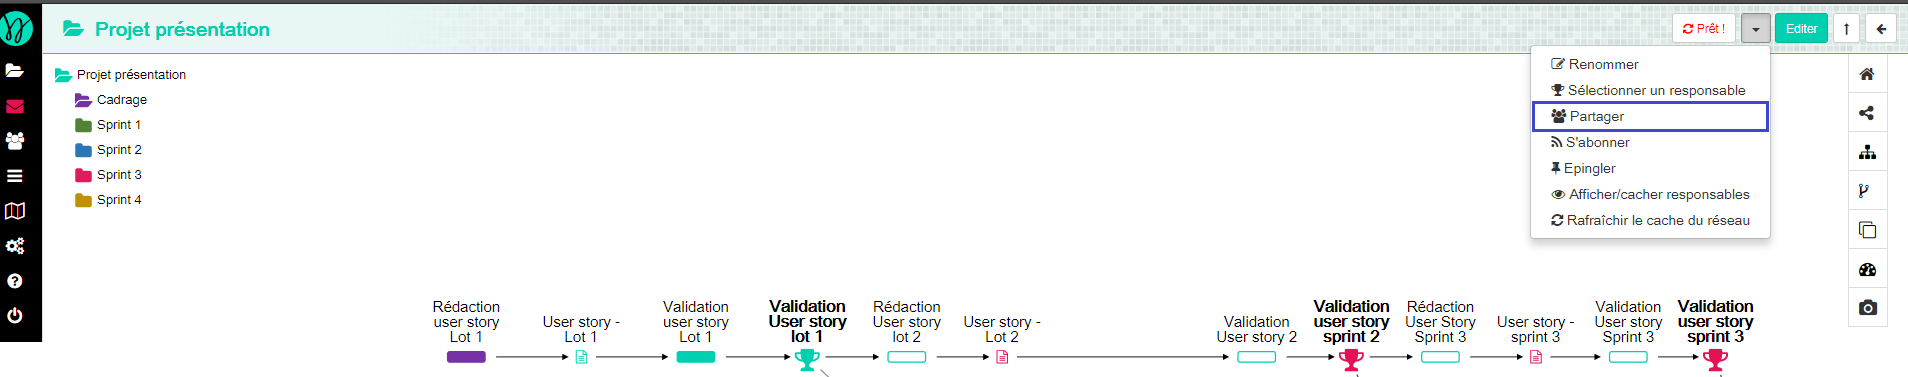 Projet présentation
Prêt !
Editer
Projet présentation
Cadrage
Sprint 1
Sprint 2
Sprint 3
Sprint 4
Renommer
Sélectionner un responsable
Partager
S'abonner
Epingler
Afficher/cacher responsables
Rafraîchir le cache du réseau
Rédaction
user story
Lot 1
User story -
Lot 1
Validation
user story
Lot 1
Validation
User story
lot 1
Rédaction
User story
lot 2
User story -
Lot 2
Validation
User story 2
Validation
user story
sprint 2
Rédaction
User Story
Sprint 3
User story -
sprint 3
Validation
User story
Sprint 3
Validation
user story
sprint 3